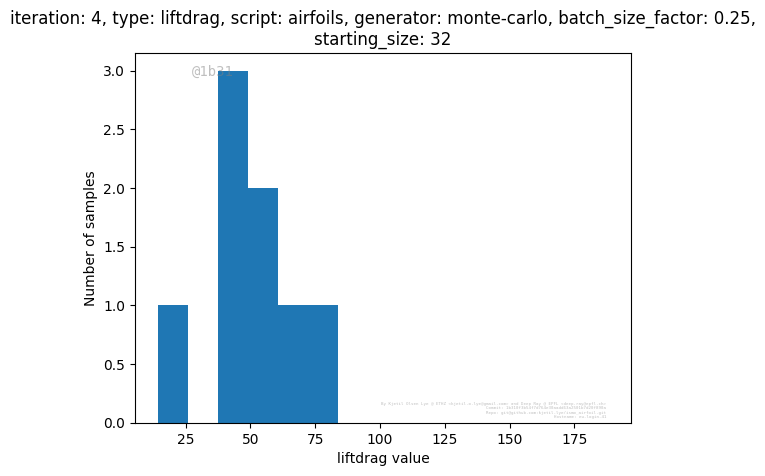 iteration: 4, type: liftdrag, script: airfoils, generator: monte-carlo, batch_size_factor: 0.25,
starting_size: 32
@1b31
3.0
2.5
2.0
1.5
1.0
0.5
0.0
Number of samples
25 50 75 100 125 150 175
liftdrag value